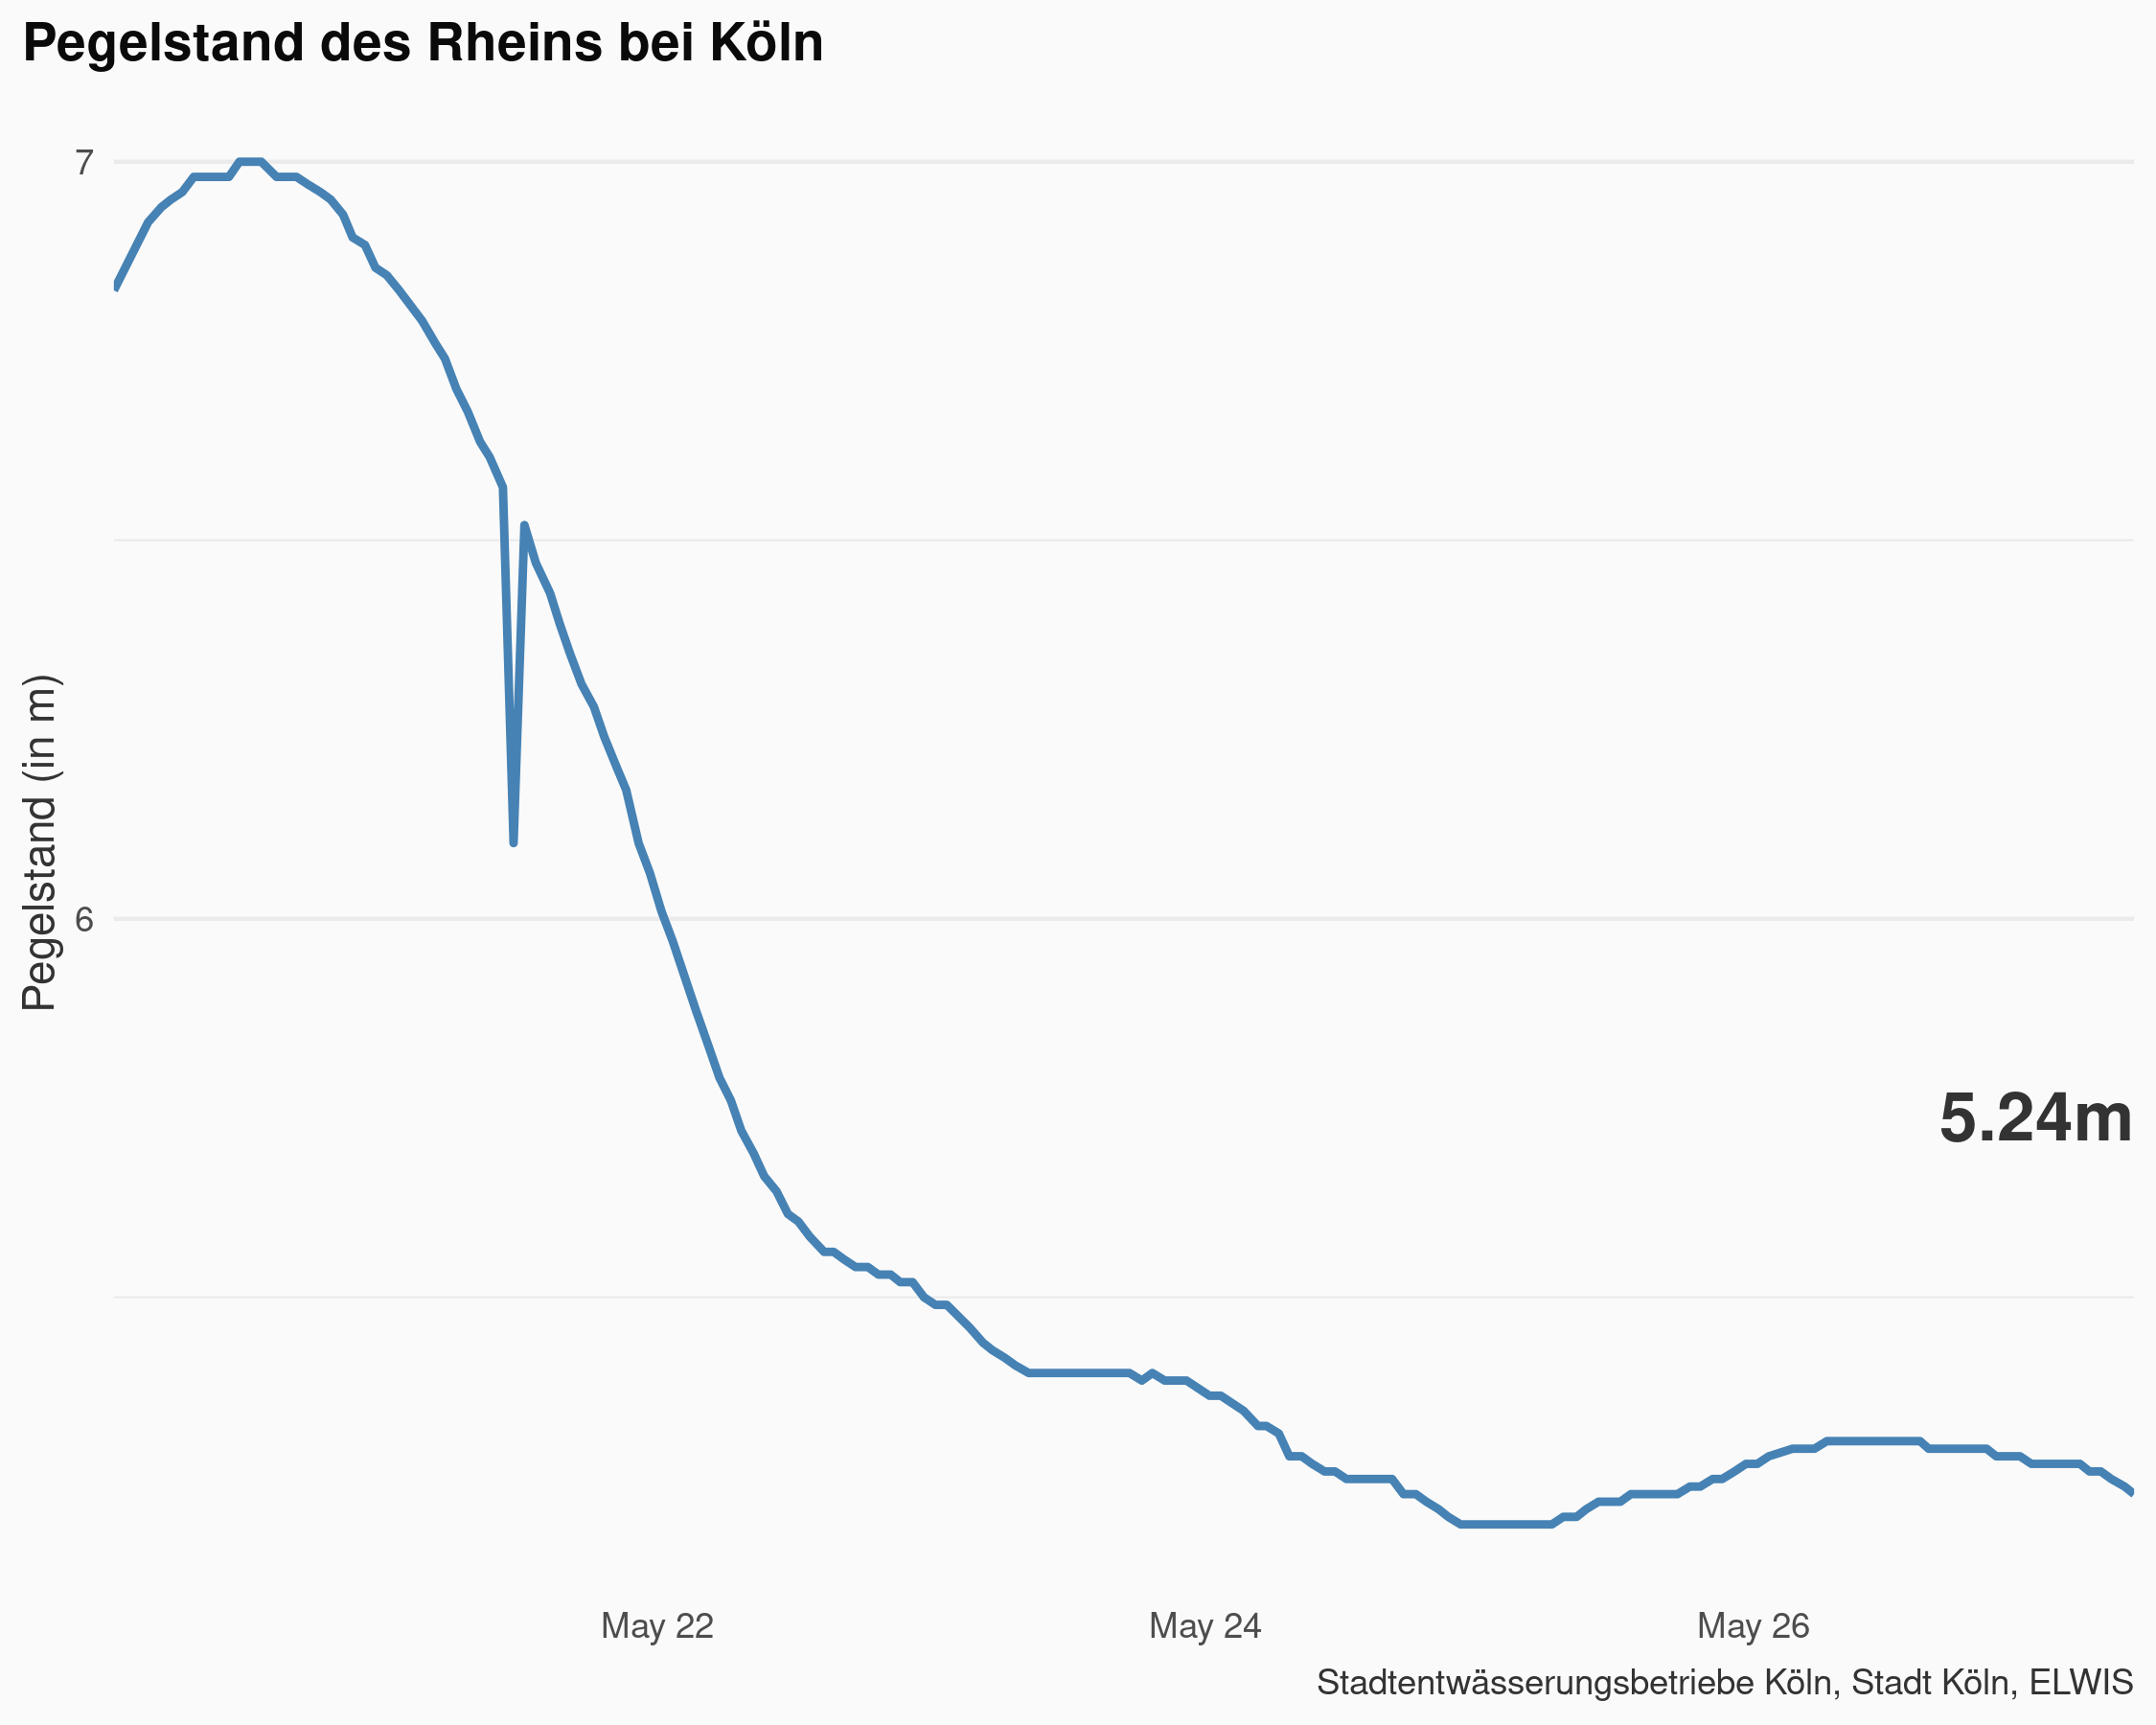 Pegelstand des Rheins bei Köln
Pegelstand (in m)
7
6
5.24m
May 22
May 24
May 26
Stadtentwässerungsbetriebe Köln, Stadt Köln, ELWIS